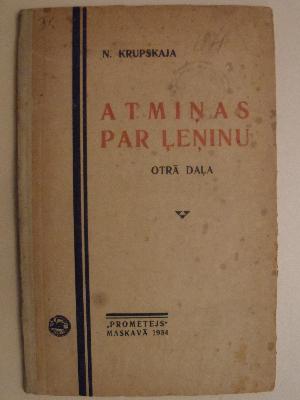 N. KRUPSKAJA
ATMIŅAS
PAR ĻEŅINU
OTRĀ DAĻA
„PROMETEJS"
MASKAVĀ 1934